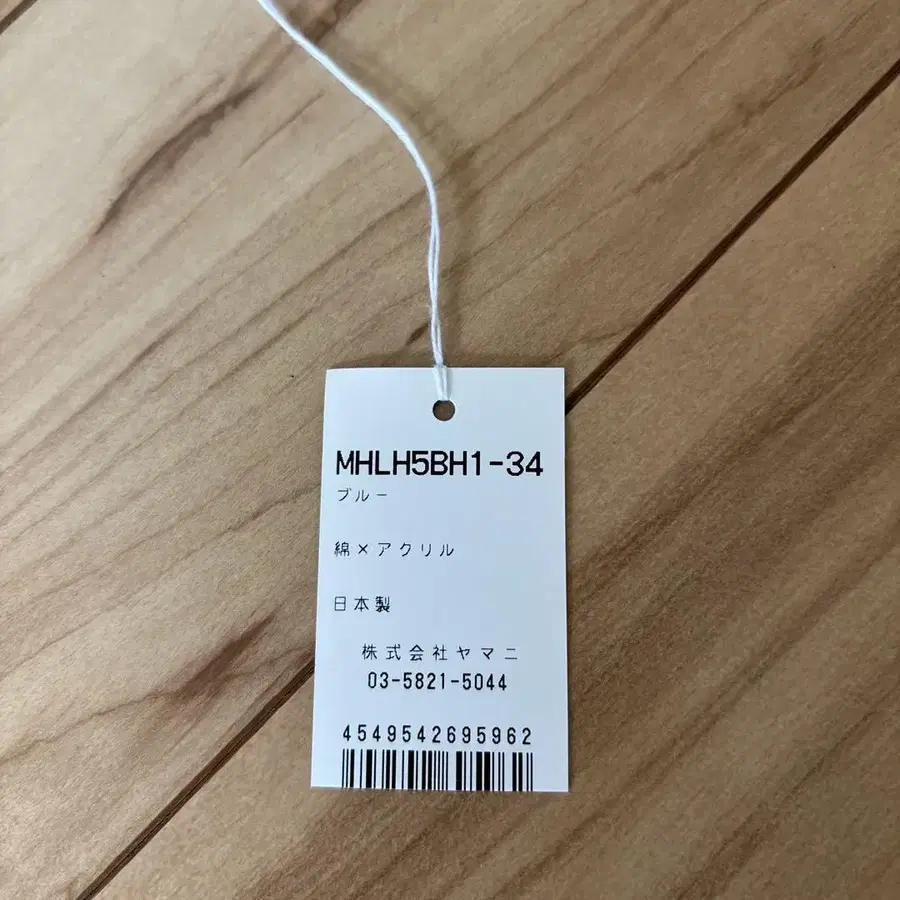 MHLH5BH1-34
ブルー
綿×アクリル
日本製
株式会社ヤマニ
03-5821-5044
4549542695962